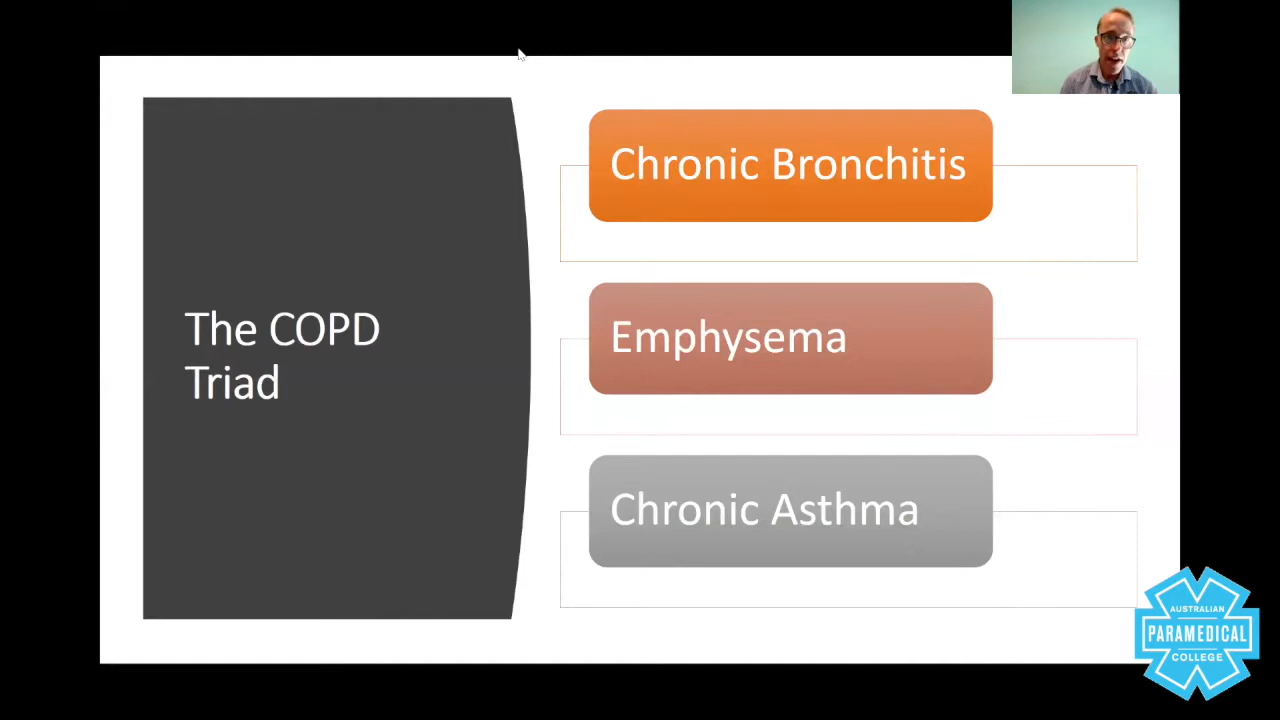 The COPD
Triad
Chronic Bronchitis
Emphysema
Chronic Asthma
AUSTRALIAN
PARAMEDICAL
COLLEGE